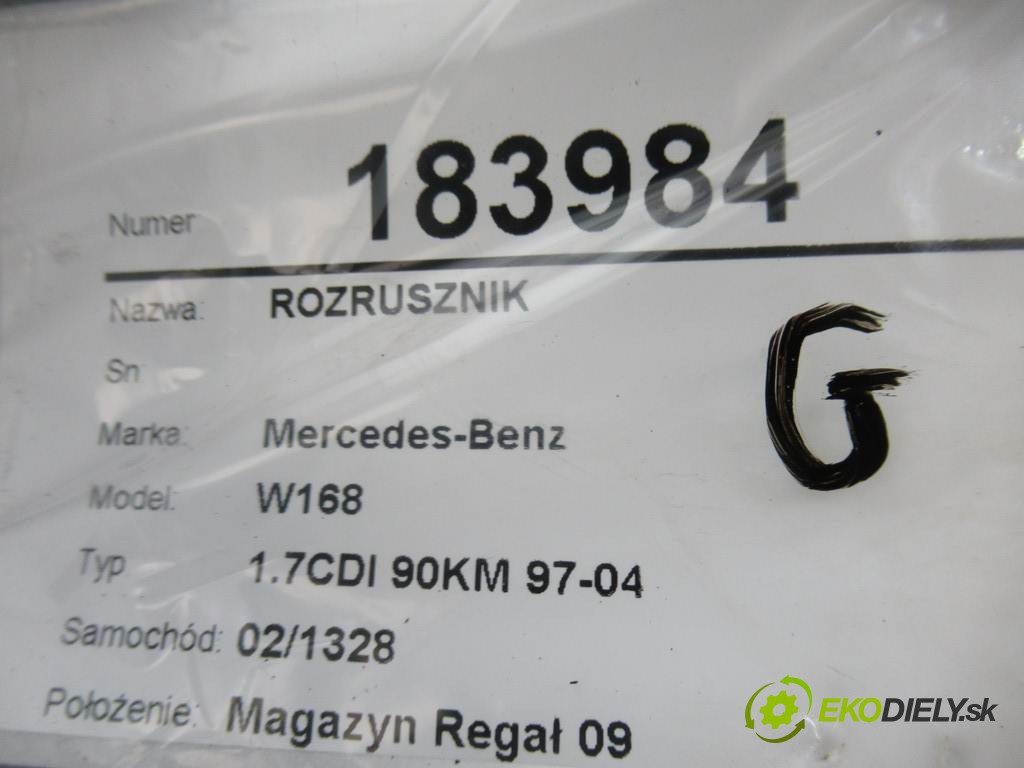 Numer 183984
Nazwa: ROZRUSZNIK
Sn
G
Marka: Mercedes-Benz
Model: W168
Typ 1.7CDI 90KM 97-04
Samochód: 02/1328
Położenie: Magazyn Regał 09
EKODIELY.sk